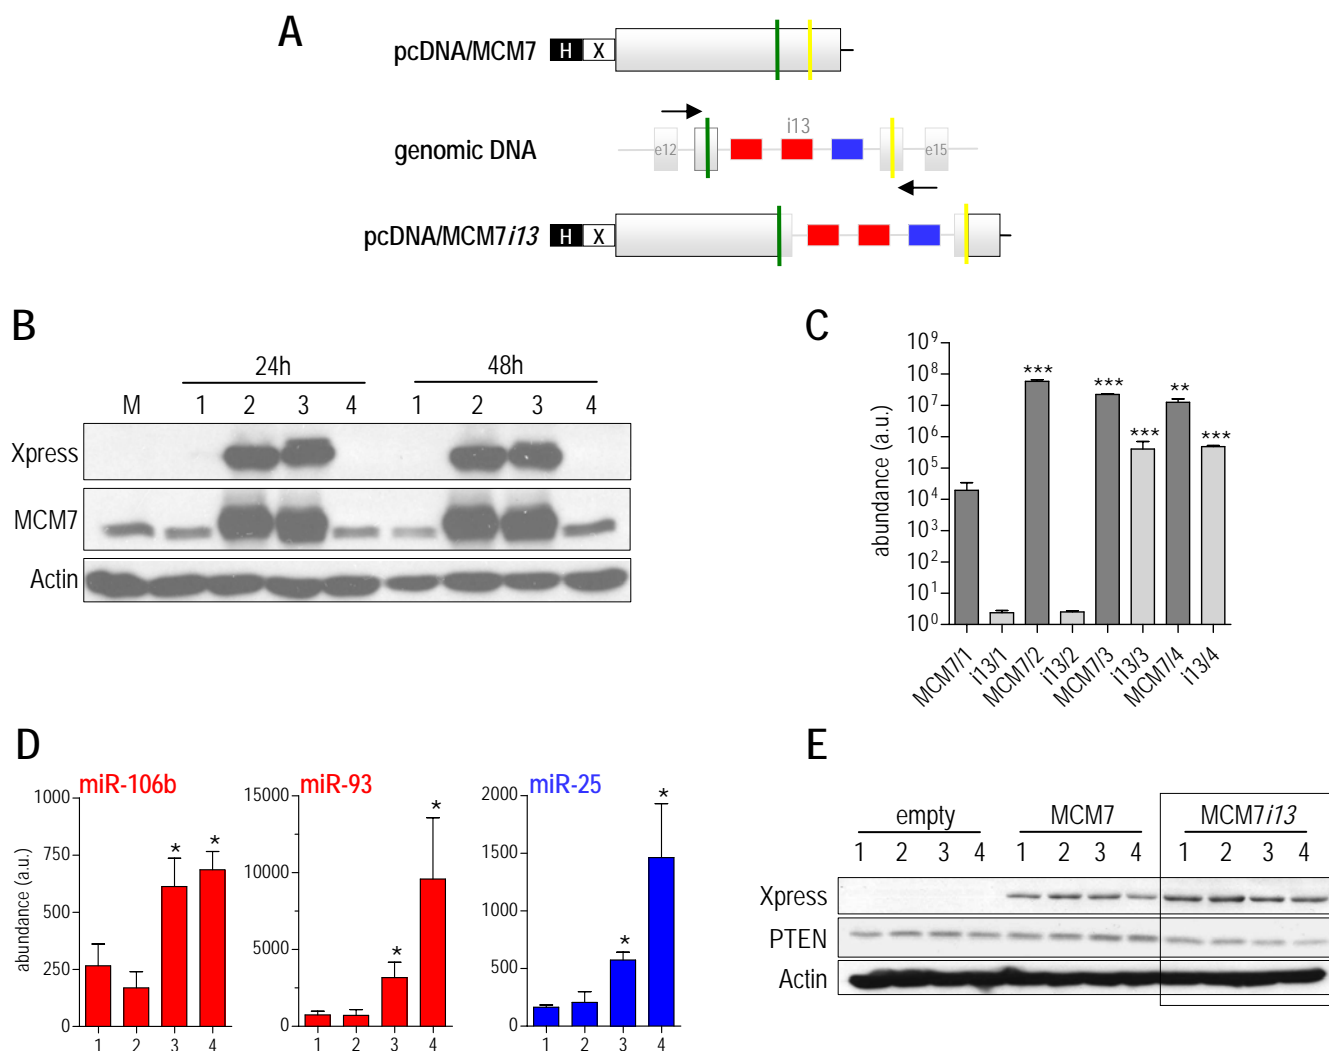 A
pcDNA/MCM7
H X
genomic DNA
e12 i13 e15
pcDNA/MCM7i13
H X
B
24h 48h
M 1 2 3 4 1 2 3 4
Xpress
MCM7
Actin
C
abundance (a.u.)
10⁹
10⁸
10⁷
10⁶
10⁵
10⁴
10³
10²
10¹
10⁰
*** *** ** *** ***
MCM7/1 i13/1 MCM7/2 i13/2 MCM7/3 i13/3 MCM7/4 i13/4
D
miR-106b
abundance (a.u.)
1000
750
500
250
0
* *
1 2 3 4
miR-93
15000
10000
5000
0
* *
1 2 3 4
miR-25
2000
1500
1000
500
0
* *
1 2 3 4
E
empty MCM7 MCM7i13
1 2 3 4 1 2 3 4 1 2 3 4
Xpress
PTEN
Actin